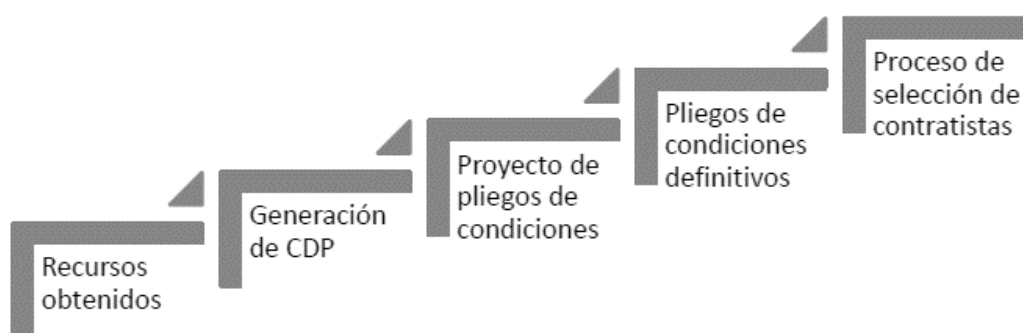 Recursos
obtenidos
Generación
de CDP
Proyecto de
pliegos de
condiciones
Pliegos de
condiciones
definitivos
Proceso de
selección de
contratistas